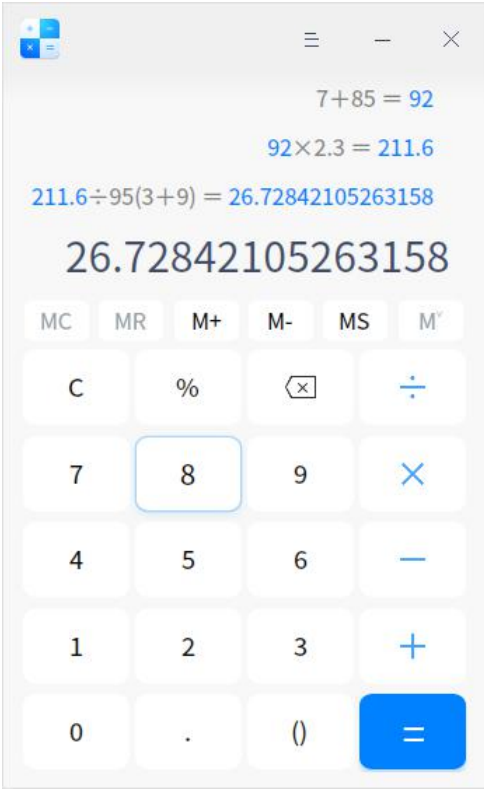 7+85 = 92
92×2.3 = 211.6
211.6÷95(3+9) = 26.72842105263158
26.72842105263158
MC MR M+ M- MS M˅
C % ÷
7 8 9 ×
4 5 6 −
1 2 3 +
0 . () =